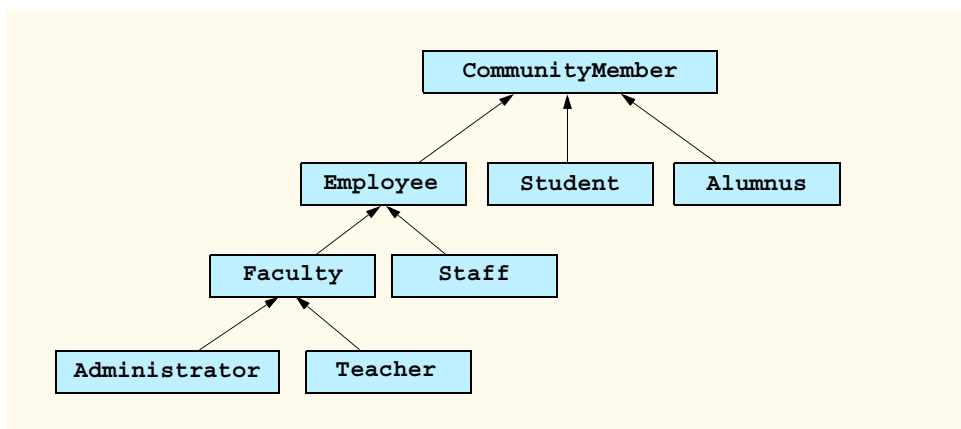 CommunityMember
Employee
Student
Alumnus
Faculty
Staff
Administrator
Teacher